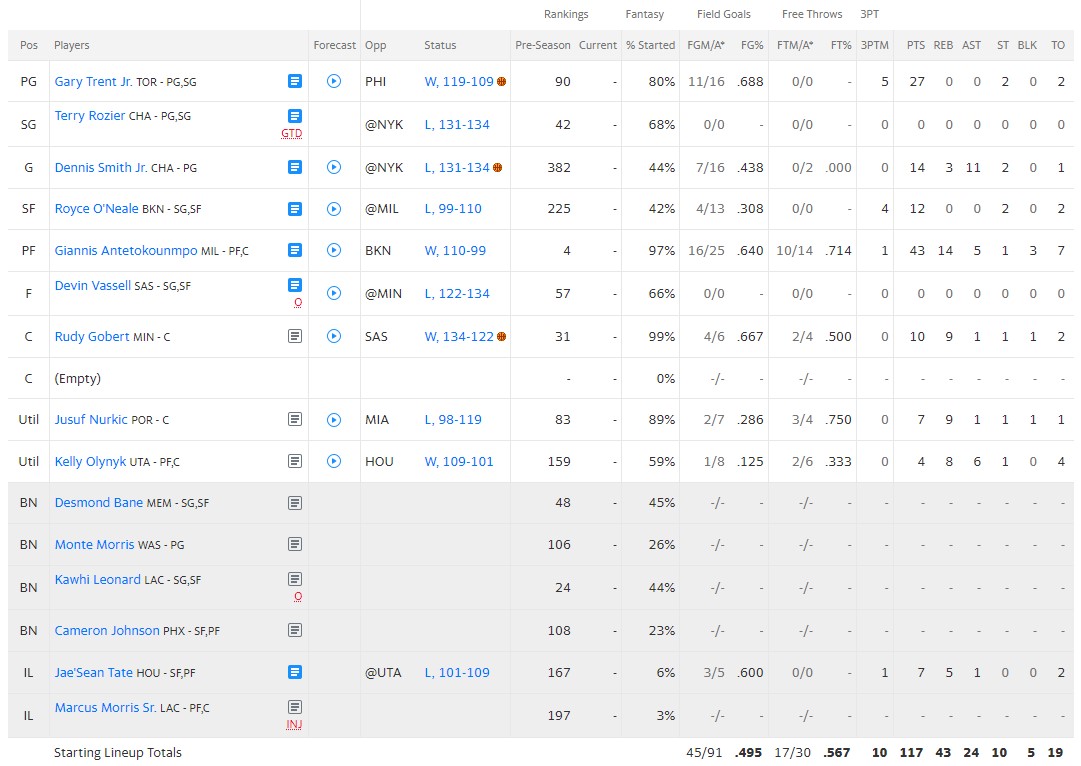 Rankings Fantasy Field Goals Free Throws 3PT
Pos Players Forecast Opp Status Pre-Season Current % Started FGM/A* FG% FTM/A* FT% 3PTM PTS REB AST ST BLK TO
PG Gary Trent Jr. TOR - PG,SG PHI W, 119-109 90 - 80% 11/16 .688 0/0 - 5 27 0 0 2 0 2
SG Terry Rozier CHA - PG,SG @NYK L, 131-134 42 - 68% 0/0 - 0/0 - 0 0 0 0 0 0 0
GTD
G Dennis Smith Jr. CHA - PG @NYK L, 131-134 382 - 44% 7/16 .438 0/2 .000 0 14 3 11 2 0 1
SF Royce O'Neale BKN - SG,SF @MIL L, 99-110 225 - 42% 4/13 .308 0/0 - 4 12 0 0 2 0 2
PF Giannis Antetokounmpo MIL - PF,C BKN W, 110-99 4 - 97% 16/25 .640 10/14 .714 1 43 14 5 1 3 7
F Devin Vassell SAS - SG,SF @MIN L, 122-134 57 - 66% 0/0 - 0/0 - 0 0 0 0 0 0 0
O
C Rudy Gobert MIN - C SAS W, 134-122 31 - 99% 4/6 .667 2/4 .500 0 10 9 1 1 1 2
C (Empty) - - 0% -/- -/- - - - - - - -
Util Jusuf Nurkic POR - C MIA L, 98-119 83 - 89% 2/7 .286 3/4 .750 0 7 9 1 1 1 1
Util Kelly Olynyk UTA - PF,C HOU W, 109-101 159 - 59% 1/8 .125 2/6 .333 0 4 8 6 1 0 4
BN Desmond Bane MEM - SG,SF 48 - 45% -/- - -/- - - - - - - - -
BN Monte Morris WAS - PG 106 - 26% -/- - -/- - - - - - - - -
BN Kawhi Leonard LAC - SG,SF 24 - 44% -/- - -/- - - - - - - - -
O
BN Cameron Johnson PHX - SF,PF 108 - 23% -/- - -/- - - - - - - - -
IL Jae'Sean Tate HOU - SF,PF @UTA L, 101-109 167 - 6% 3/5 .600 0/0 - 1 7 5 1 0 0 2
IL Marcus Morris Sr. LAC - PF,C 197 - 3% -/- - -/- - - - - - - - -
INJ
Starting Lineup Totals 45/91 .495 17/30 .567 10 117 43 24 10 5 19